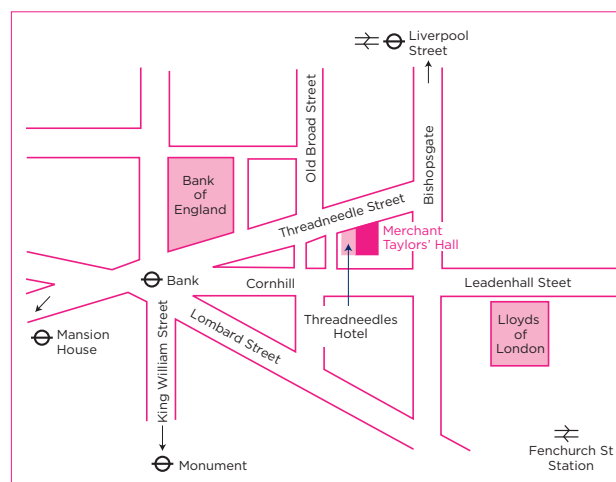 Liverpool
Street
Old Broad Street
Bishopsgate
Bank
of
England
Threadneedle Street
Merchant
Taylors' Hall
Bank
Cornhill
Leadenhall Steet
Mansion
House
King William Street
Lombard Street
Threadneedles
Hotel
Lloyds
of
London
Monument
Fenchurch St
Station